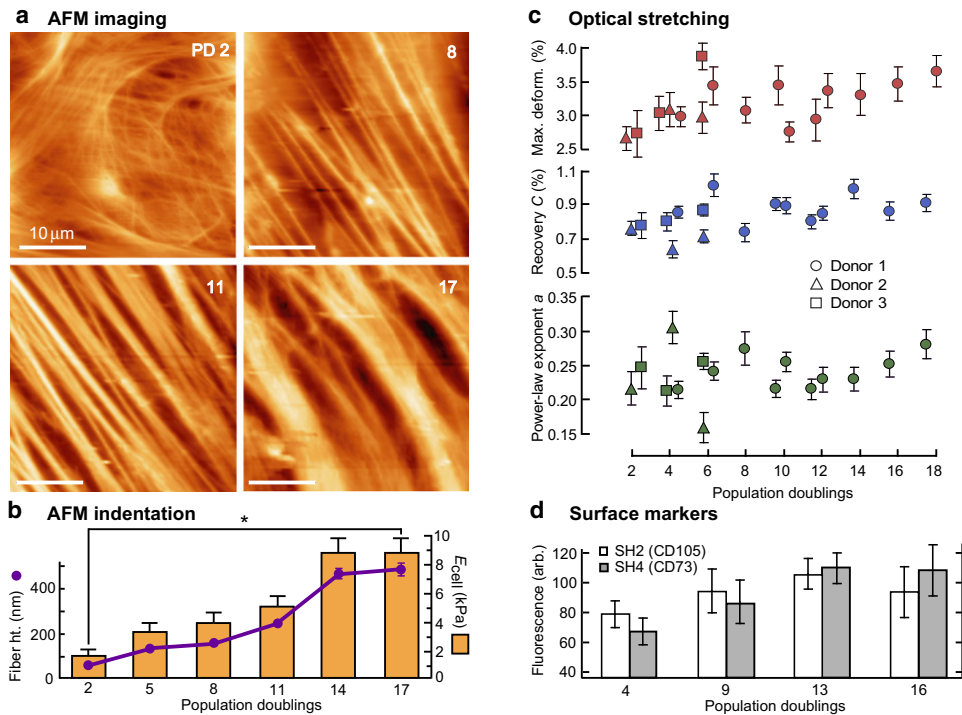 a AFM imaging
PD 2
8
10 μm
11
17
b AFM indentation
*
Fiber ht. (nm)
400
200
0
10
8
6
4
2
0
Ecell (kPa)
2 5 8 11 14 17
Population doublings
c Optical stretching
Max. deform. (%)
4.0
3.5
3.0
2.5
Recovery C (%)
1.1
0.9
0.7
0.5
Donor 1
Donor 2
Donor 3
Power-law exponent a
0.35
0.30
0.25
0.20
0.15
2 4 6 8 10 12 14 16 18
Population doublings
d Surface markers
Fluorescence (arb.)
120
100
80
60
40
SH2 (CD105)
SH4 (CD73)
4 9 13 16
Population doublings